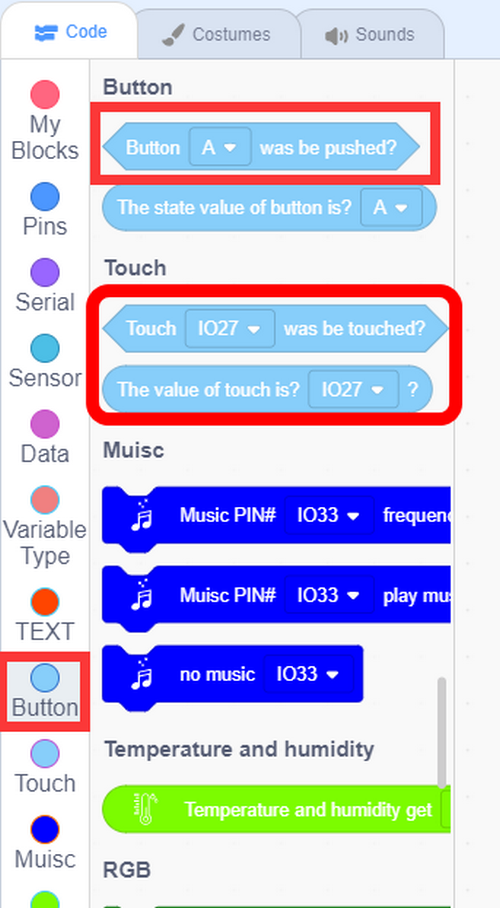 Code
Costumes
Sounds
My
Blocks
Pins
Serial
Sensor
Data
Variable
Type
TEXT
Button
Touch
Muisc
Button
Button A was be pushed?
The state value of button is? A
Touch
Touch IO27 was be touched?
The value of touch is? IO27 ?
Muisc
Music PIN# IO33 frequen
Muisc PIN# IO33 play mu
no music IO33
Temperature and humidity
Temperature and humidity get
RGB